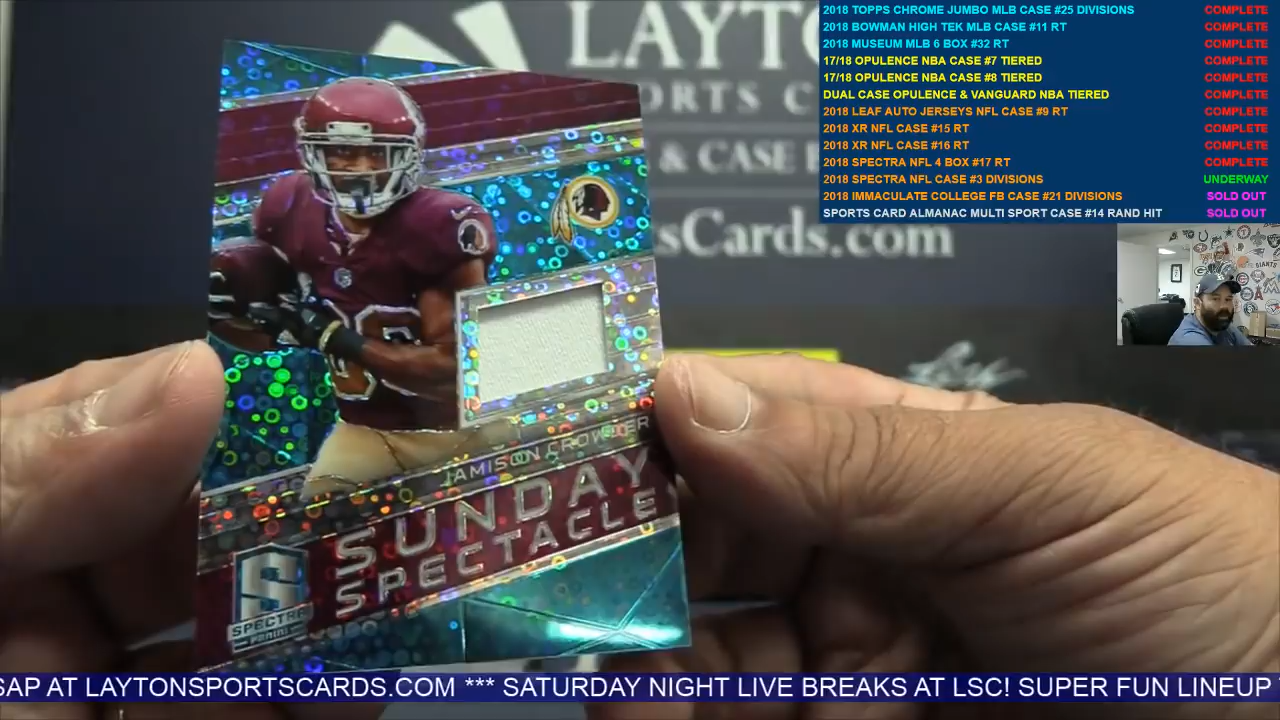 2018 TOPPS CHROME JUMBO MLB CASE #25 DIVISIONS COMPLETE
2018 BOWMAN HIGH TEK MLB CASE #11 RT COMPLETE
2018 MUSEUM MLB 6 BOX #32 RT COMPLETE
17/18 OPULENCE NBA CASE #7 TIERED COMPLETE
17/18 OPULENCE NBA CASE #8 TIERED COMPLETE
DUAL CASE OPULENCE & VANGUARD NBA TIERED COMPLETE
2018 LEAF AUTO JERSEYS NFL CASE #9 RT COMPLETE
2018 XR NFL CASE #15 RT COMPLETE
2018 XR NFL CASE #16 RT COMPLETE
2018 SPECTRA NFL 4 BOX #17 RT COMPLETE
2018 SPECTRA NFL CASE #3 DIVISIONS UNDERWAY
2018 IMMACULATE COLLEGE FB CASE #21 DIVISIONS SOLD OUT
SPORTS CARD ALMANAC MULTI SPORT CASE #14 RAND HIT SOLD OUT
LAYTO
ORTS C
& CASE
sCards.com
JAMISON CROWDER
SUNDAY
SPECTACLE
S
SPECTRA
PANINI
SAP AT LAYTONSPORTSCARDS.COM *** SATURDAY NIGHT LIVE BREAKS AT LSC! SUPER FUN LINEUP